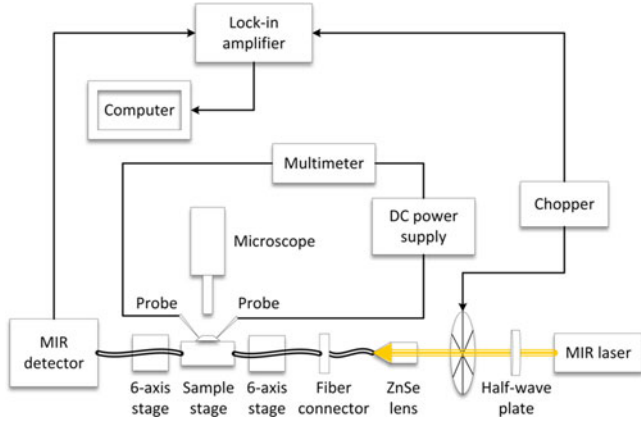 Lock-in
amplifier
Computer
Multimeter
DC power
supply
Chopper
Microscope
Probe
Probe
MIR
detector
MIR laser
6-axis
stage
Sample
stage
6-axis
stage
Fiber
connector
ZnSe
lens
Half-wave
plate